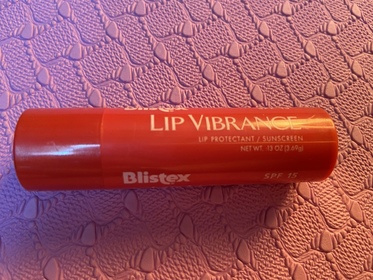 LIP VIBRANCE
LIP PROTECTANT / SUNSCREEN
NET WT. .13 OZ (3.69g)
Blistex
SPF 15